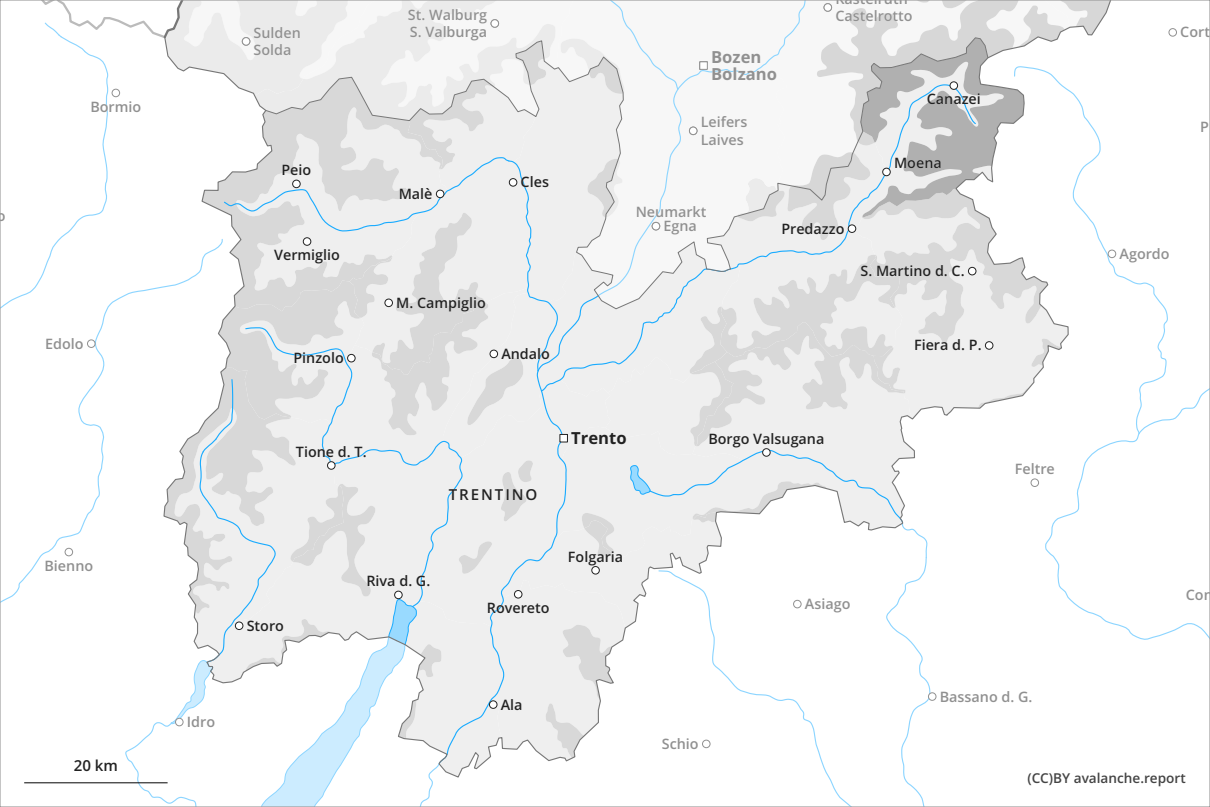 Kastelruth
Castelrotto
St. Walburg
S. Valburga
Sulden
Solda
Cort
Bozen
Bolzano
Bormio
Canazei
Leifers
Laives
P
Moena
Peio
Malè
Cles
Neumarkt
Egna
Predazzo
Vermiglio
Agordo
S. Martino d. C.
M. Campiglio
Edolo
Pinzolo
Andalo
Fiera d. P.
Trento
Borgo Valsugana
Tione d. T.
Feltre
TRENTINO
Bienno
Folgaria
Riva d. G.
Rovereto
Asiago
Cor
Storo
Bassano d. G.
Ala
Idro
Schio
20 km
(CC)BY avalanche.report